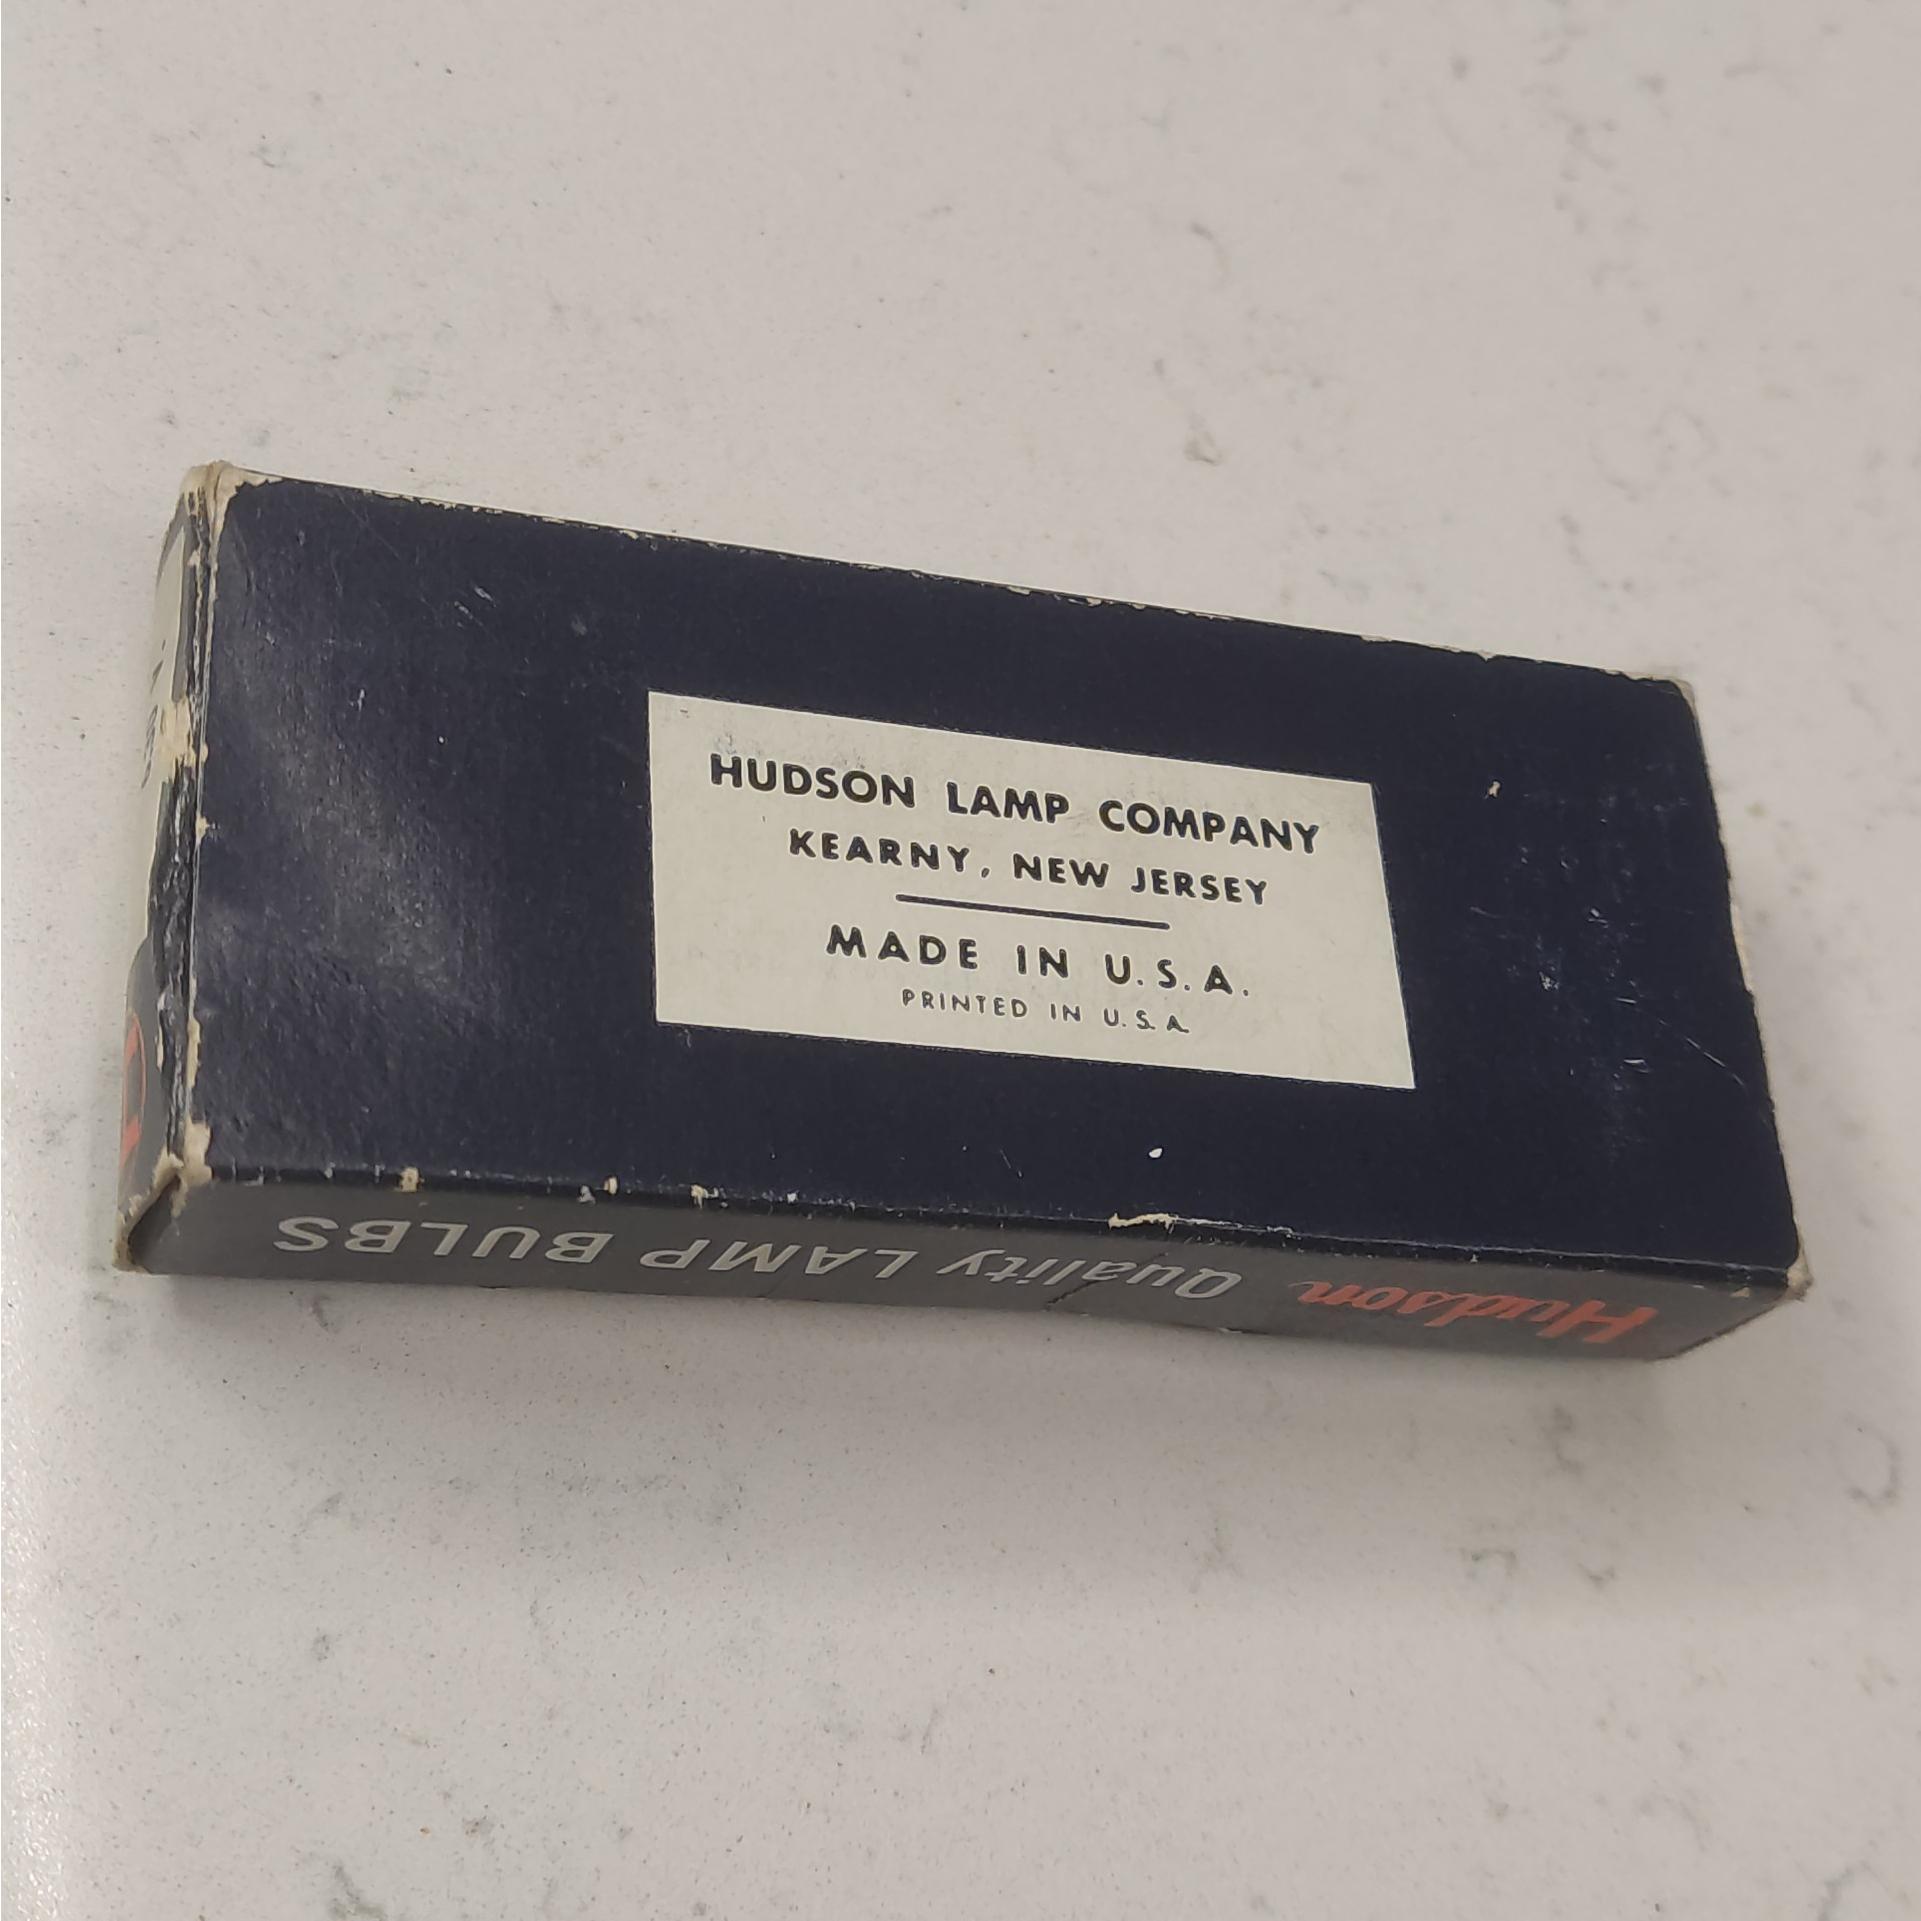 HUDSON LAMP COMPANY
KEARNY, NEW JERSEY
MADE IN U.S.A.
PRINTED IN U.S.A.
Hudson Quality LAMP BULBS